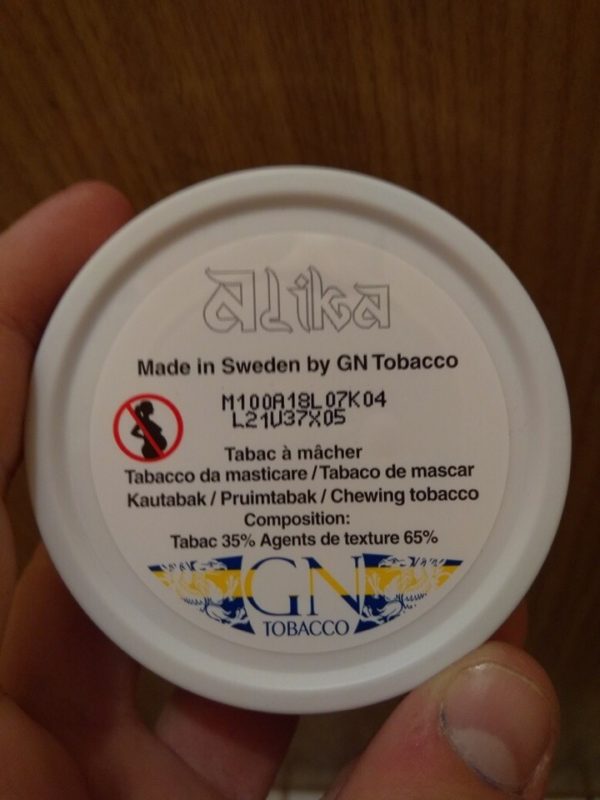 aLika
Made in Sweden by GN Tobacco
M100A18L07K04
L21U37X05
Tabac à mâcher
Tabacco da masticare / Tabaco de mascar
Kautabak / Pruimtabak / Chewing tobacco
Composition:
Tabac 35% Agents de texture 65%
GN
TOBACCO